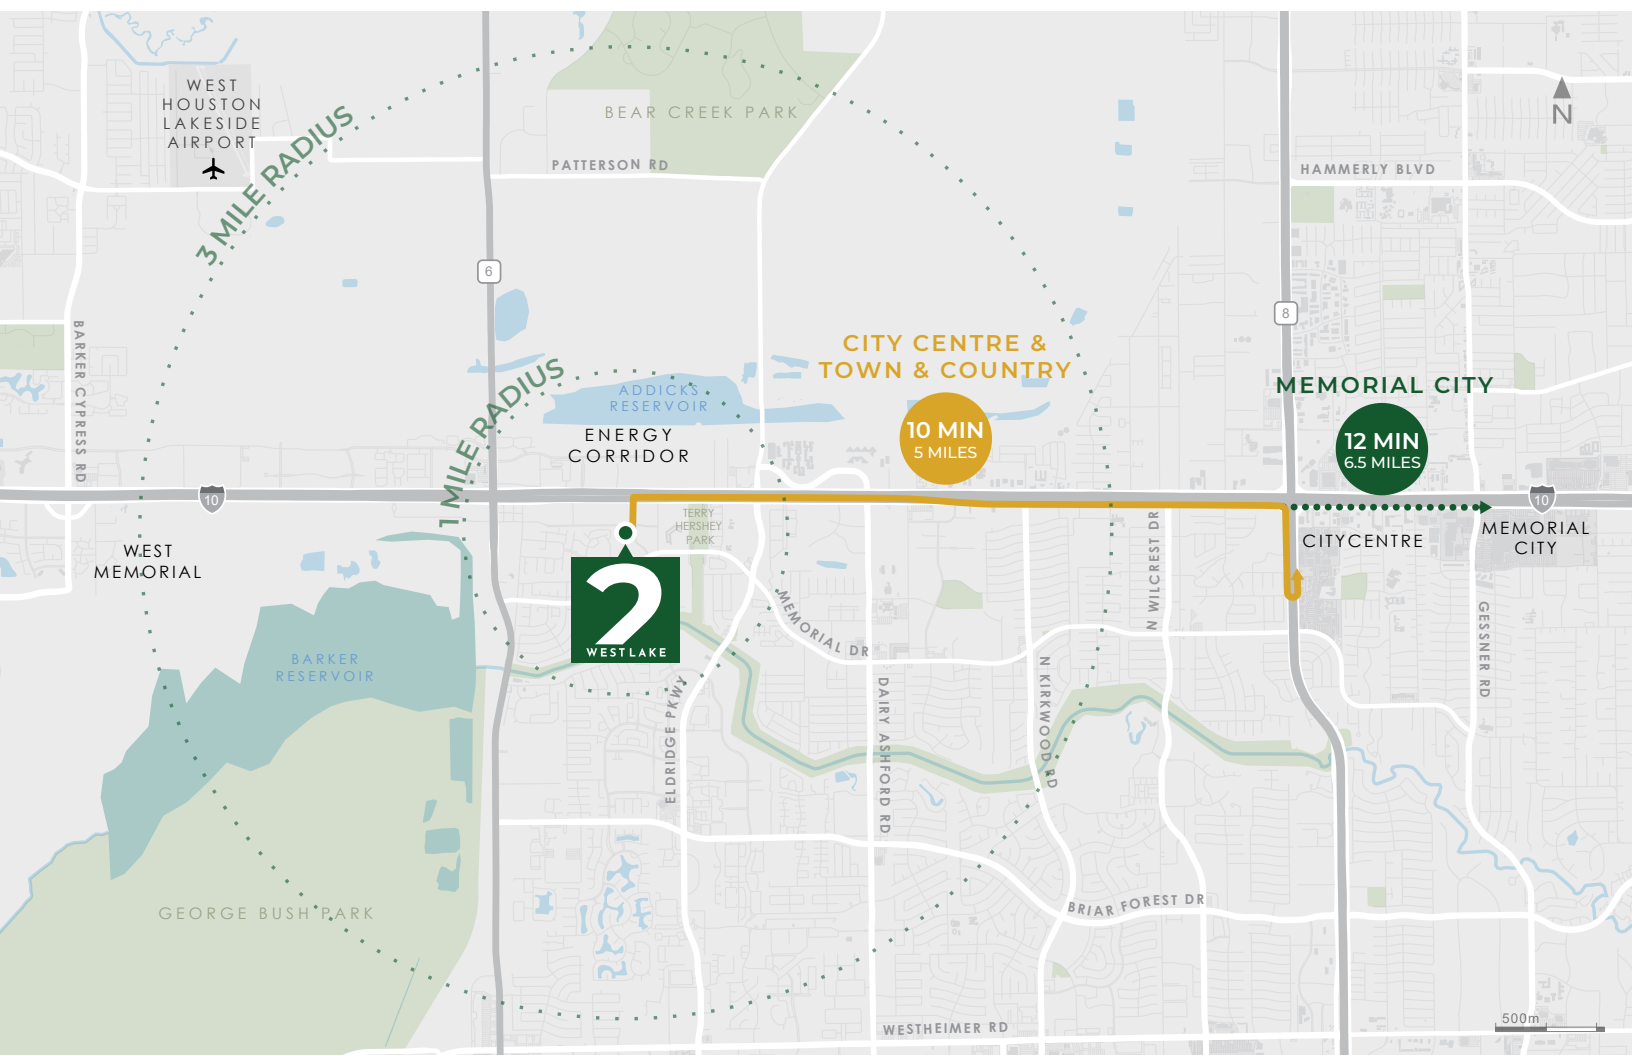 WEST
HOUSTON
LAKESIDE
AIRPORT
3 MILE RADIUS
BEAR CREEK PARK
PATTERSON RD
N
HAMMERLY BLVD
6
8
BARKER CYPRESS RD
1 MILE RADIUS
ADDICKS
RESERVOIR
ENERGY
CORRIDOR
CITY CENTRE &
TOWN & COUNTRY
10 MIN
5 MILES
MEMORIAL CITY
12 MIN
6.5 MILES
10
10
TERRY
HERSHEY
PARK
WEST
MEMORIAL
CITYCENTRE
MEMORIAL
CITY
2
WESTLAKE
MEMORIAL DR
N WILCREST DR
GESSNER RD
BARKER
RESERVOIR
ELDRIDGE PKWY
DAIRY ASHFORD RD
N KIRKWOOD RD
GEORGE BUSH PARK
BRIAR FOREST DR
WESTHEIMER RD
500m